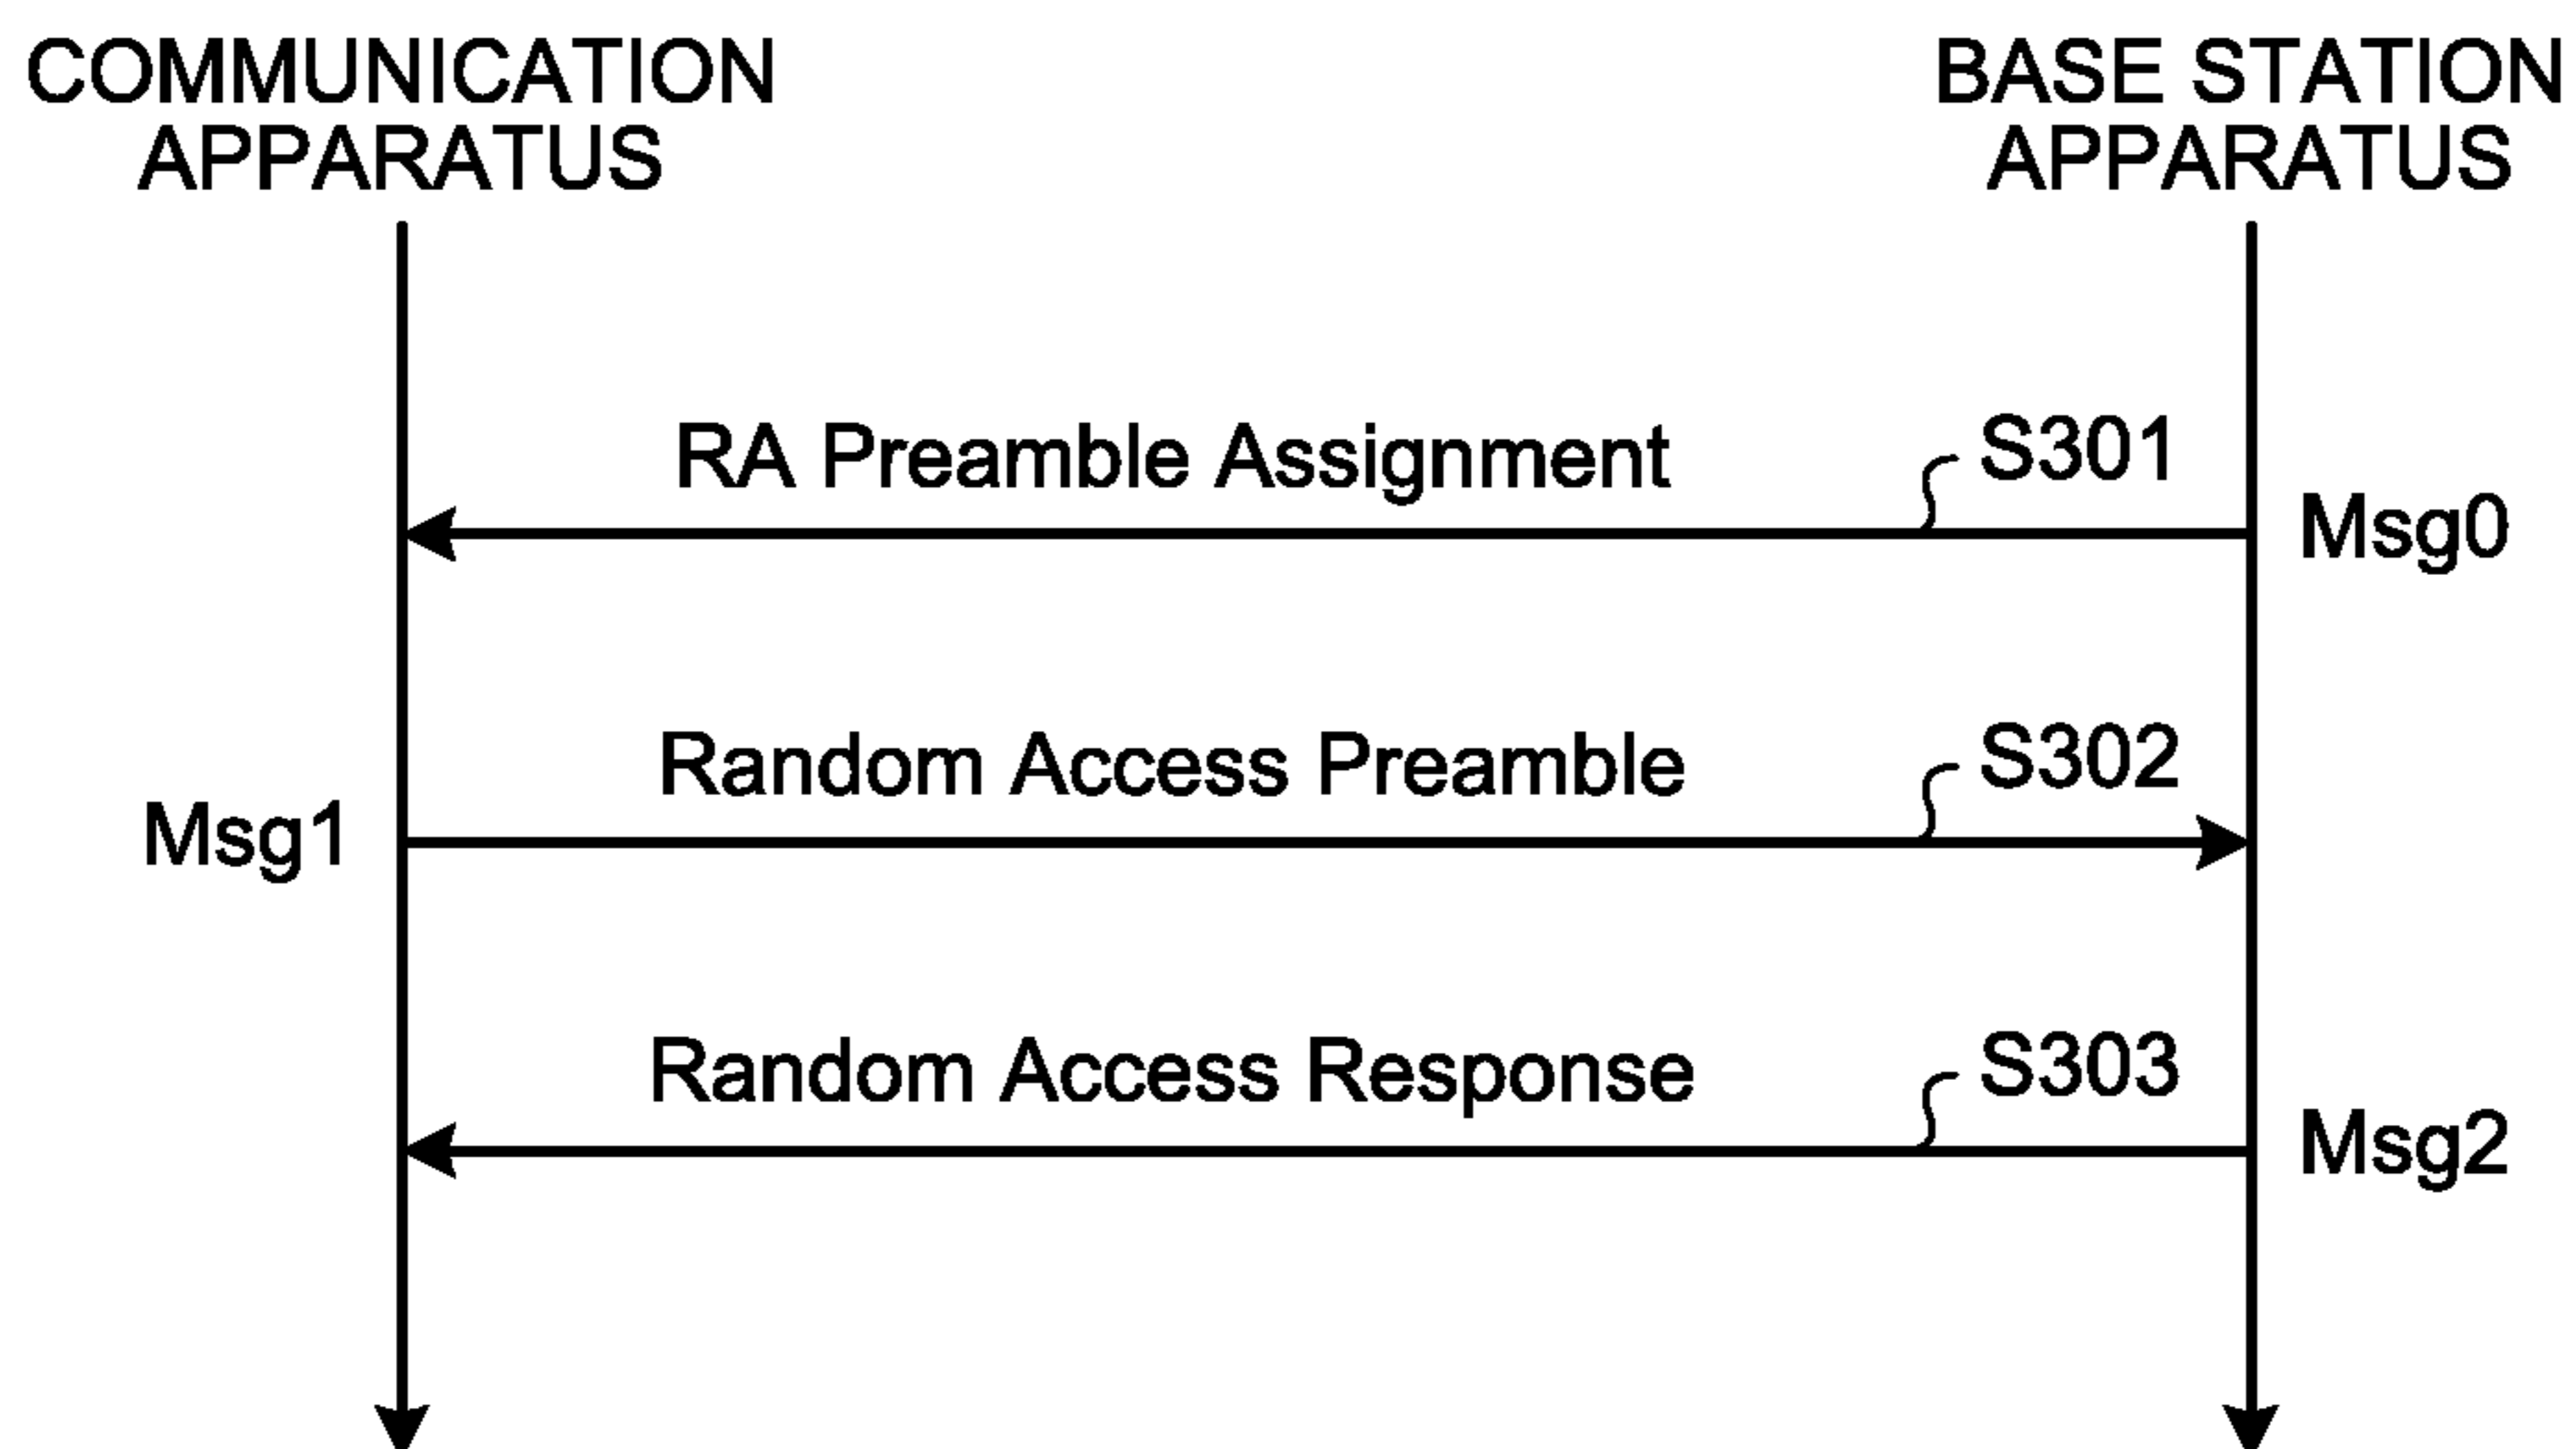 COMMUNICATION
APPARATUS
BASE STATION
APPARATUS
RA Preamble Assignment
S301
Msg0
Random Access Preamble
S302
Msg1
Random Access Response
S303
Msg2